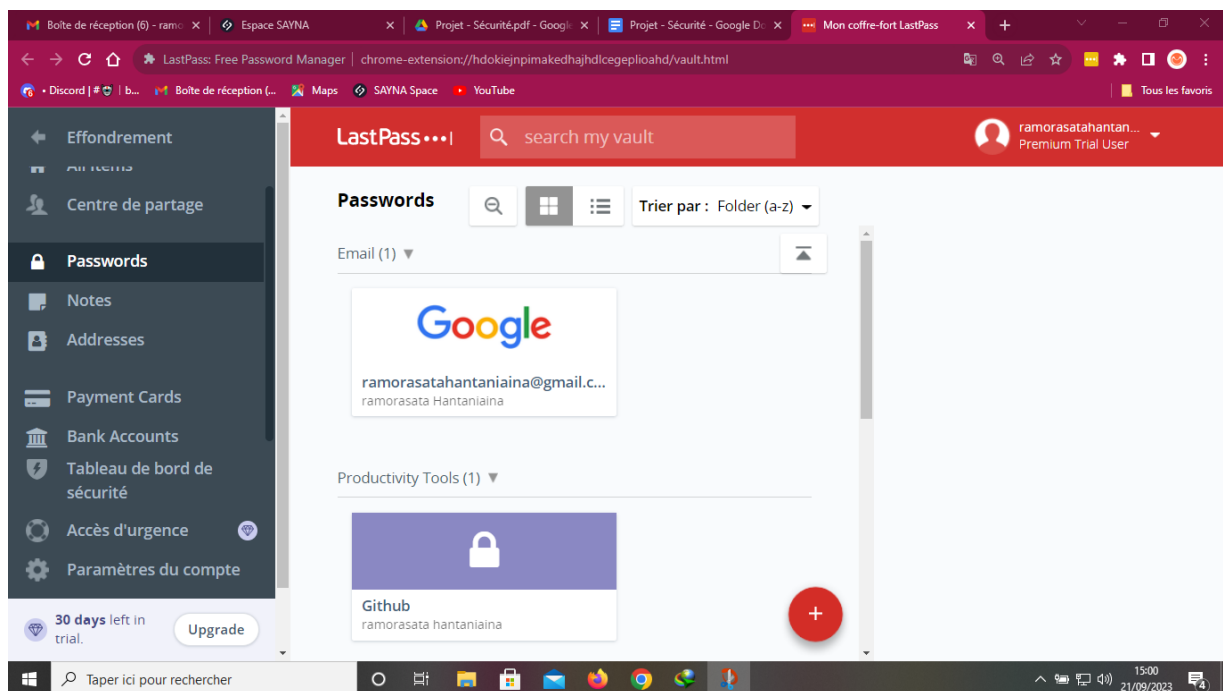 Boîte de réception (6) - ramo
Espace SAYNA
Projet - Sécurité.pdf - Google
Projet - Sécurité - Google Do
Mon coffre-fort LastPass
LastPass: Free Password Manager | chrome-extension://hdokiejnpimakedhajhdlcegeplioahd/vault.html
• Discord | # | b...
Boîte de réception (...
Maps
SAYNA Space
YouTube
Tous les favoris
Effondrement
All Items
Centre de partage
Passwords
Notes
Addresses
Payment Cards
Bank Accounts
Tableau de bord de
sécurité
Accès d'urgence
Paramètres du compte
30 days left in
trial.
Upgrade
LastPass
search my vault
ramorasatahantan...
Premium Trial User
Passwords
Trier par : Folder (a-z)
Email (1)
Google
ramorasatahantaniaina@gmail.c...
ramorasata Hantaniaina
Productivity Tools (1)
Github
ramorasata hantaniaina
+
Taper ici pour rechercher
15:00
21/09/2023
4